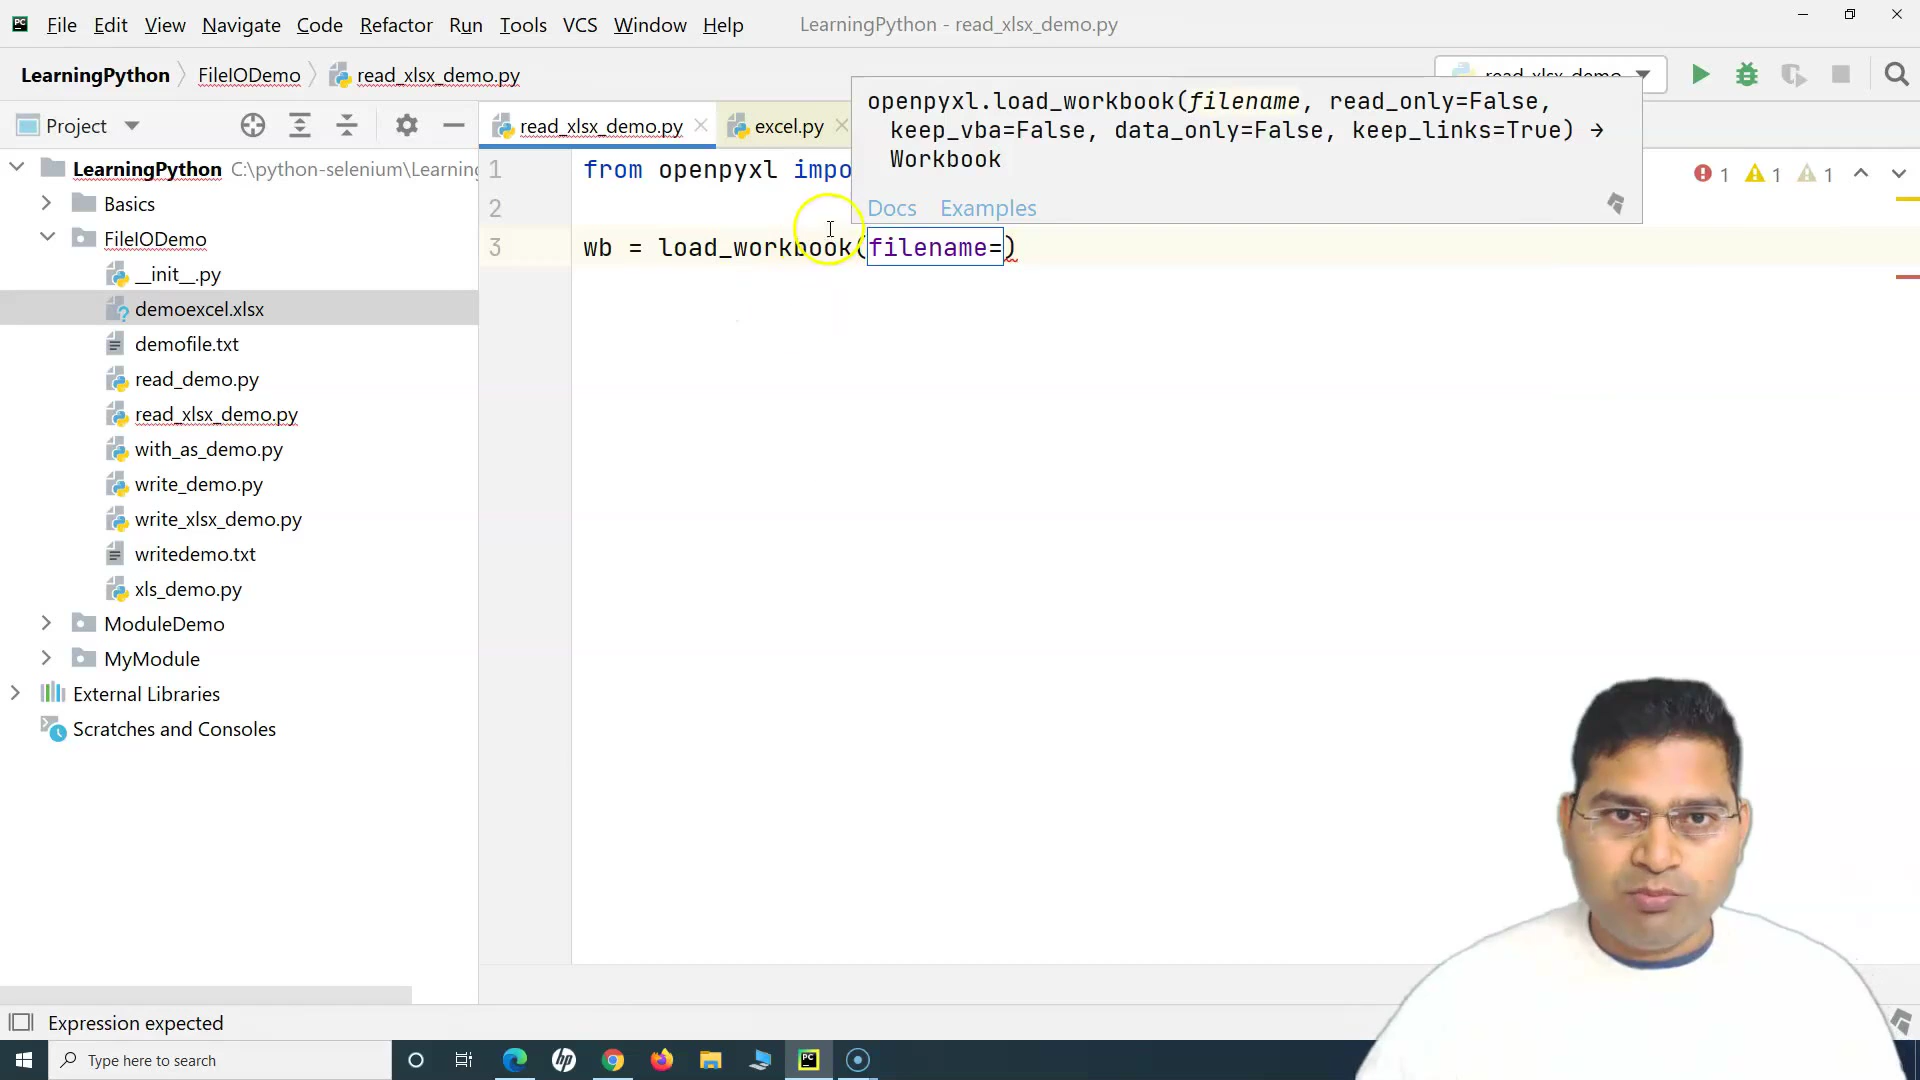 File Edit View Navigate Code Refactor Run Tools VCS Window Help LearningPython - read_xlsx_demo.py
LearningPython FileIODemo read_xlsx_demo.py read_xlsx_demo
Project
read_xlsx_demo.py
excel.py
openpyxl.load_workbook(filename, read_only=False,
keep_vba=False, data_only=False, keep_links=True) →
Workbook
Docs Examples
1 1 1
1 from openpyxl impo
2
3 wb = load_workbook(filename=)
LearningPython C:\python-selenium\Learning
Basics
FileIODemo
__init__.py
demoexcel.xlsx
demofile.txt
read_demo.py
read_xlsx_demo.py
with_as_demo.py
write_demo.py
write_xlsx_demo.py
writedemo.txt
xls_demo.py
ModuleDemo
MyModule
External Libraries
Scratches and Consoles
Expression expected
Type here to search